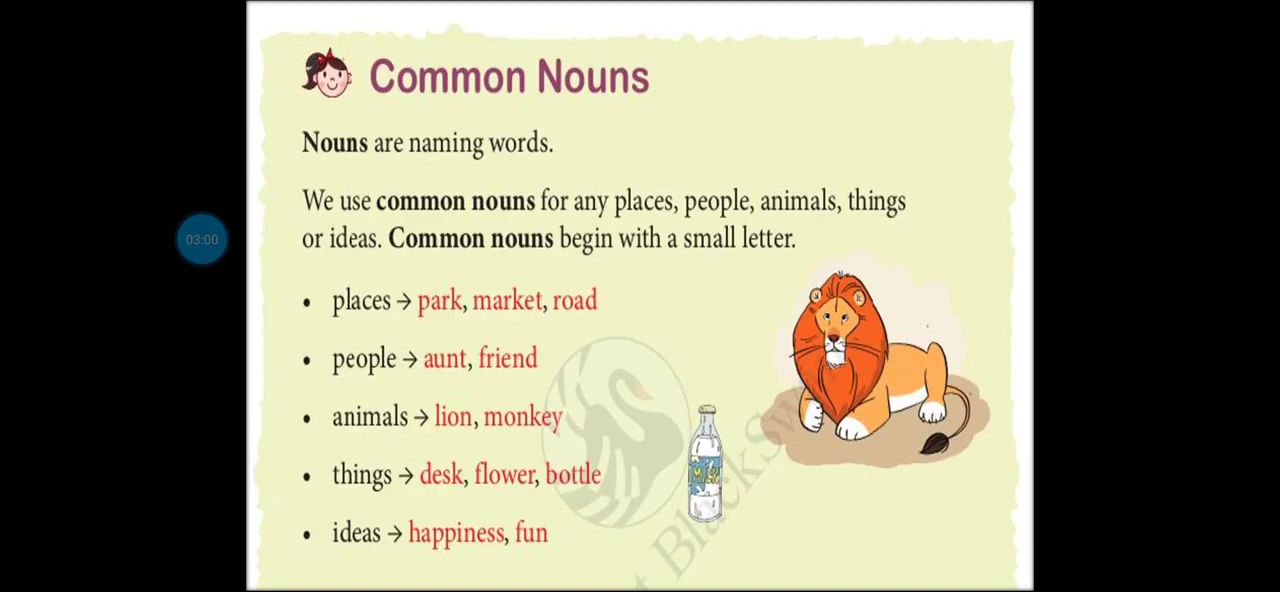 Common Nouns
Nouns are naming words.
We use common nouns for any places, people, animals, things
or ideas. Common nouns begin with a small letter.
03:00
• places → park, market, road
• people → aunt, friend
• animals → lion, monkey
• things → desk, flower, bottle
MILK
• ideas → happiness, fun
t BlackSw